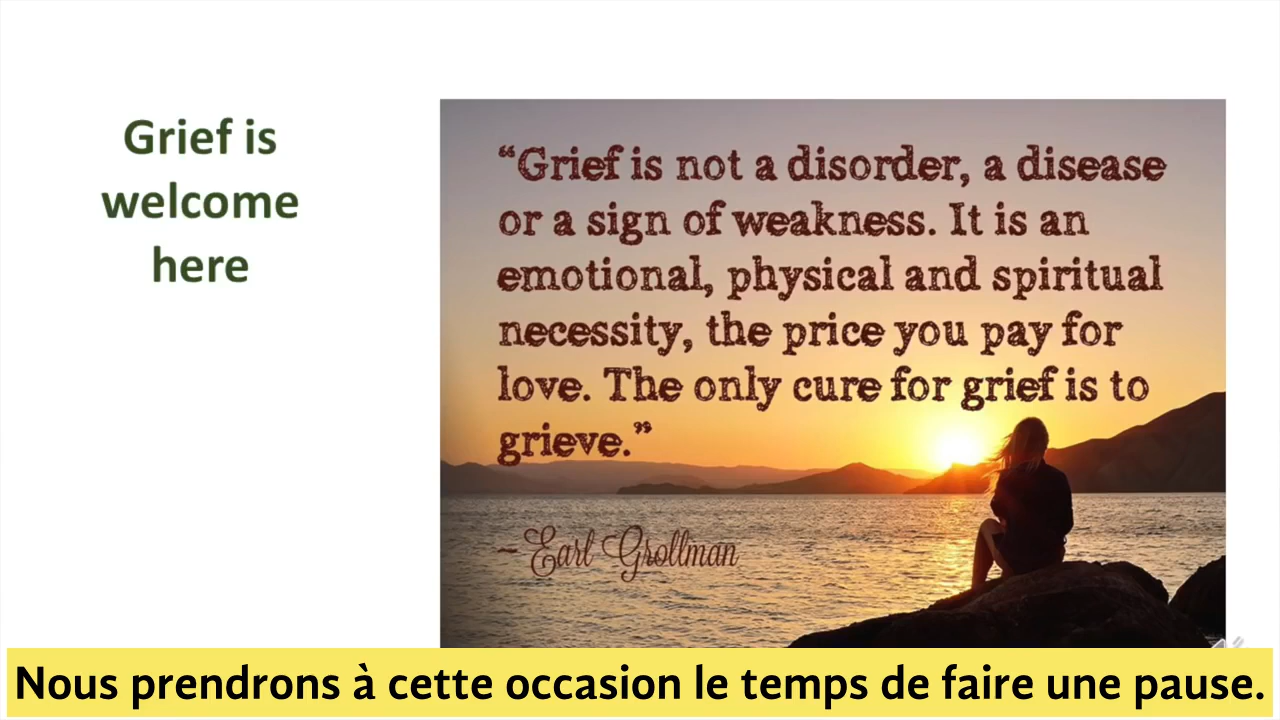 Grief is
welcome
here
“Grief is not a disorder, a disease
or a sign of weakness. It is an
emotional, physical and spiritual
necessity, the price you pay for
love. The only cure for grief is to
grieve.”
~Earl Grollman
Nous prendrons à cette occasion le temps de faire une pause.